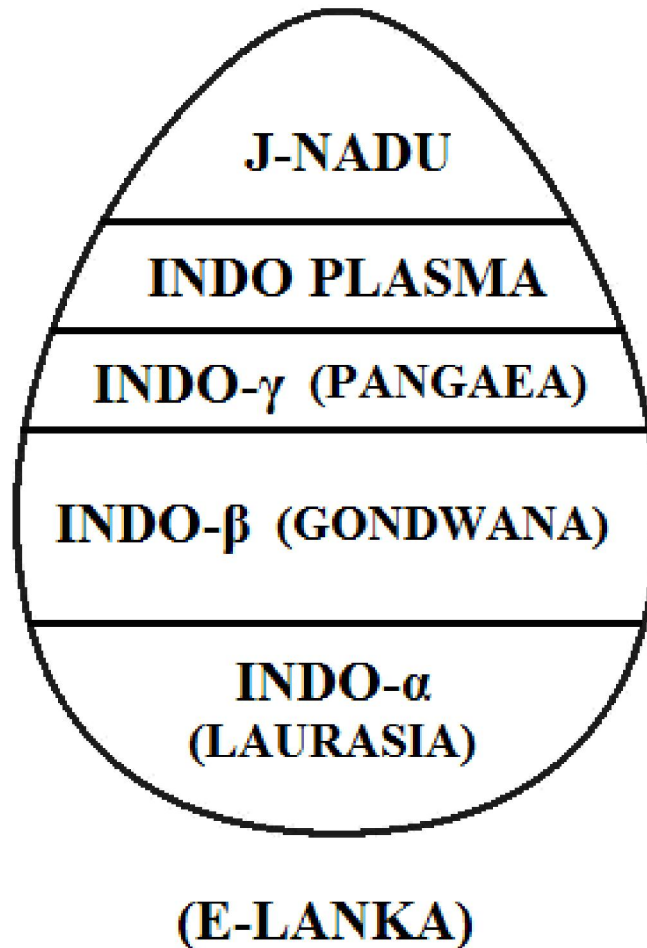 J-NADU
INDO PLASMA
INDO-γ (PANGAEA)
INDO-β (GONDWANA)
INDO-α
(LAURASIA)
(E-LANKA)